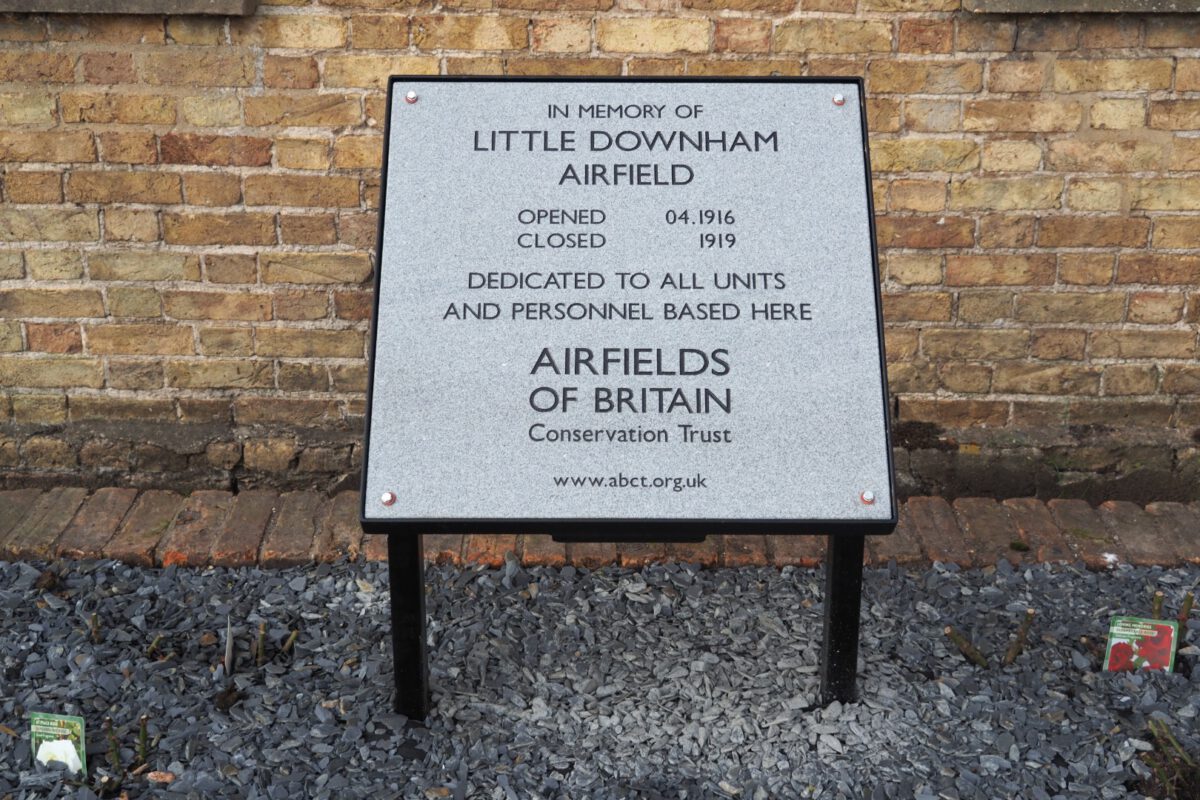 IN MEMORY OF
LITTLE DOWNHAM
AIRFIELD
OPENED 04.1916
CLOSED 1919
DEDICATED TO ALL UNITS
AND PERSONNEL BASED HERE
AIRFIELDS
OF BRITAIN
Conservation Trust
www.abct.org.uk